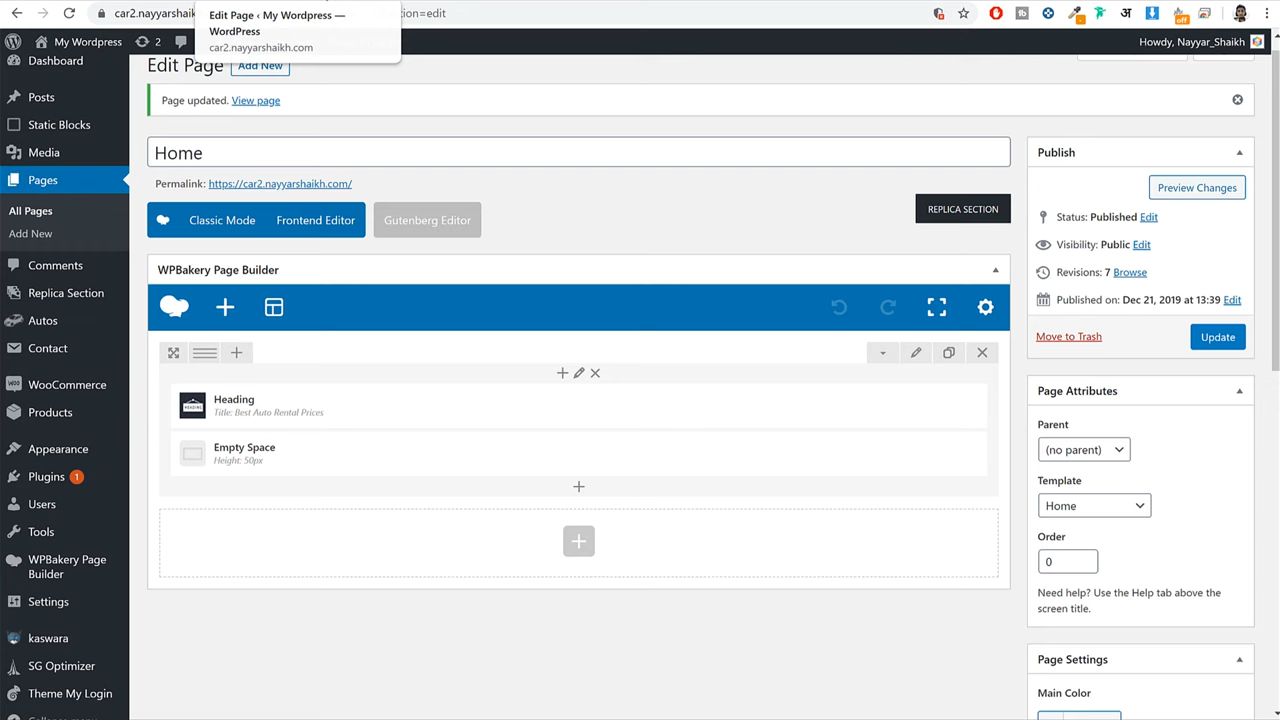 car2.nayyarshaikh
ion=edit
Edit Page ‹ My Wordpress —
WordPress
car2.nayyarshaikh.com
अ
off
My Wordpress
2
Howdy, Nayyar_Shaikh
Dashboard
Posts
Static Blocks
Media
Pages
All Pages
Add New
Comments
Replica Section
Autos
Contact
WooCommerce
Products
Appearance
Plugins 1
Users
Tools
WPBakery Page
Builder
Settings
kaswara
SG Optimizer
Theme My Login
Edit Page
Add New
Page updated. View page
Home
Permalink: https://car2.nayyarshaikh.com/
Classic Mode
Frontend Editor
Gutenberg Editor
REPLICA SECTION
WPBakery Page Builder
HEADING
Heading
Title: Best Auto Rental Prices
Empty Space
Height: 50px
Publish
Preview Changes
Status: Published Edit
Visibility: Public Edit
Revisions: 7 Browse
Published on: Dec 21, 2019 at 13:39 Edit
Move to Trash
Update
Page Attributes
Parent
(no parent)
Template
Home
Order
0
Need help? Use the Help tab above the
screen title.
Page Settings
Main Color